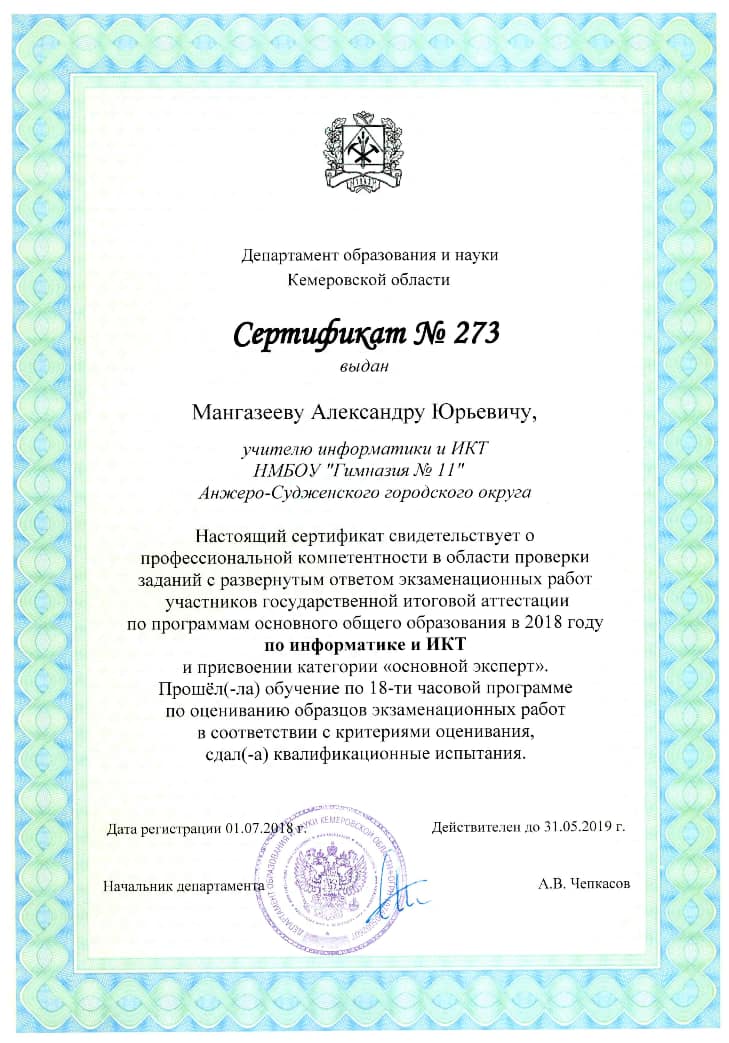 Департамент образования и науки
Кемеровской области
Сертификат № 273
выдан
Мангазееву Александру Юрьевичу,
учителю информатики и ИКТ
НМБОУ "Гимназия № 11"
Анжеро-Судженского городского округа
Настоящий сертификат свидетельствует о
профессиональной компетентности в области проверки
заданий с развернутым ответом экзаменационных работ
участников государственной итоговой аттестации
по программам основного общего образования в 2018 году
по информатике и ИКТ
и присвоении категории «основной эксперт».
Прошёл(-ла) обучение по 18-ти часовой программе
по оцениванию образцов экзаменационных работ
в соответствии с критериями оценивания,
сдал(-а) квалификационные испытания.
Дата регистрации 01.07.2018 г.
Действителен до 31.05.2019 г.
Начальник департамента
А.В. Чепкасов
ДЕПАРТАМЕНТ ОБРАЗОВАНИЯ И НАУКИ КЕМЕРОВСКОЙ